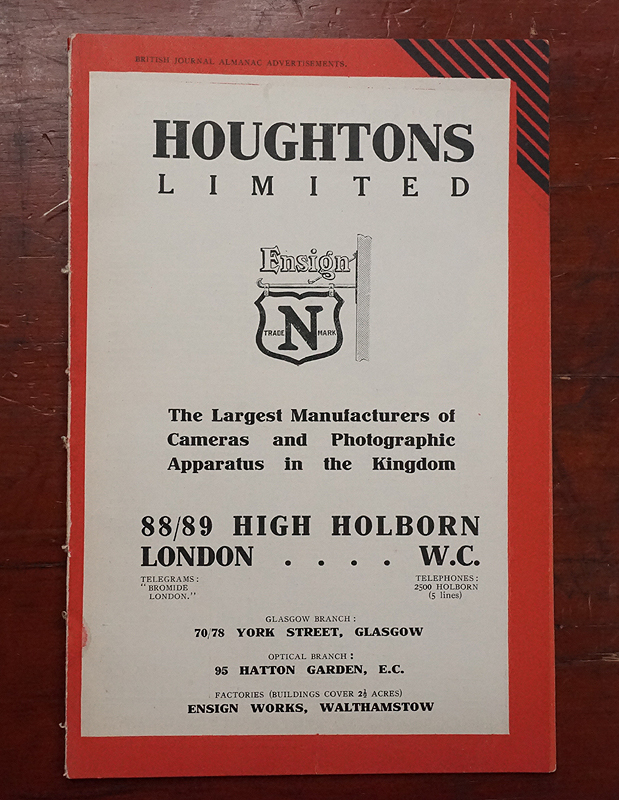 BRITISH JOURNAL ALMANAC ADVERTISEMENTS.
HOUGHTONS
LIMITED
Ensign
TRADE N MARK
The Largest Manufacturers of
Cameras and Photographic
Apparatus in the Kingdom
88/89 HIGH HOLBORN
LONDON . . . . W.C.
TELEGRAMS: TELEPHONES:
"BROMIDE 2500 HOLBORN
LONDON." (5 lines)
GLASGOW BRANCH:
70/78 YORK STREET, GLASGOW
OPTICAL BRANCH:
95 HATTON GARDEN, E.C.
FACTORIES (BUILDINGS COVER 2½ ACRES)
ENSIGN WORKS, WALTHAMSTOW